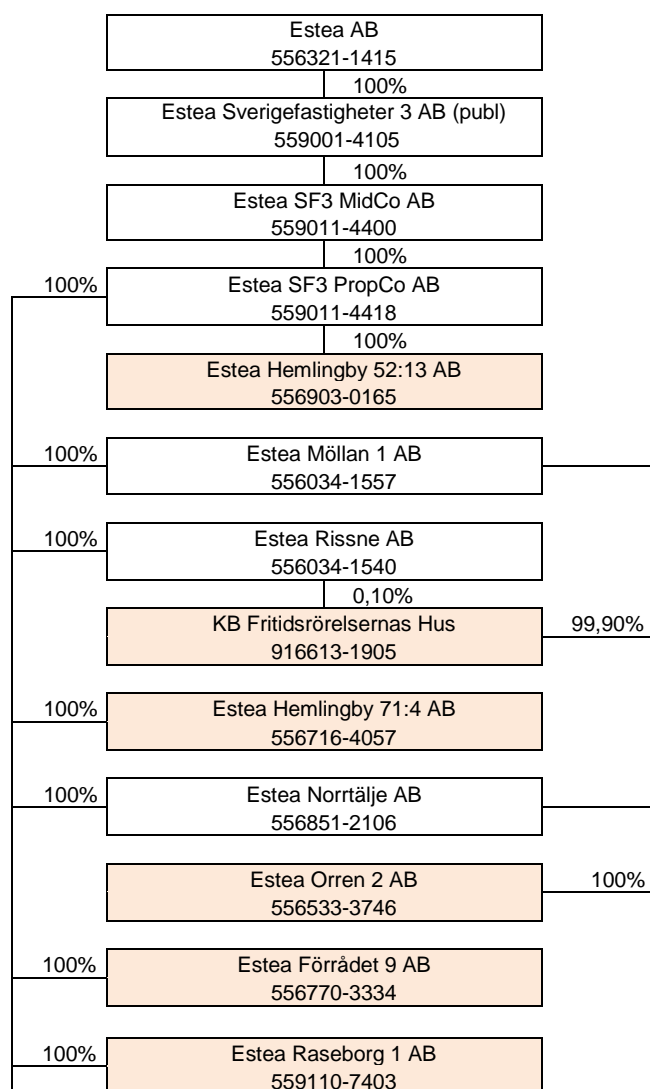 Estea AB
556321-1415
100%
Estea Sverigefastigheter 3 AB (publ)
559001-4105
100%
Estea SF3 MidCo AB
559011-4400
100%
100%
Estea SF3 PropCo AB
559011-4418
100%
Estea Hemlingby 52:13 AB
556903-0165
100%
Estea Möllan 1 AB
556034-1557
100%
Estea Rissne AB
556034-1540
0,10%
KB Fritidsrörelsernas Hus
99,90%
916613-1905
100%
Estea Hemlingby 71:4 AB
556716-4057
100%
Estea Norrtälje AB
556851-2106
Estea Orren 2 AB
100%
556533-3746
100%
Estea Förrådet 9 AB
556770-3334
100%
Estea Raseborg 1 AB
559110-7403